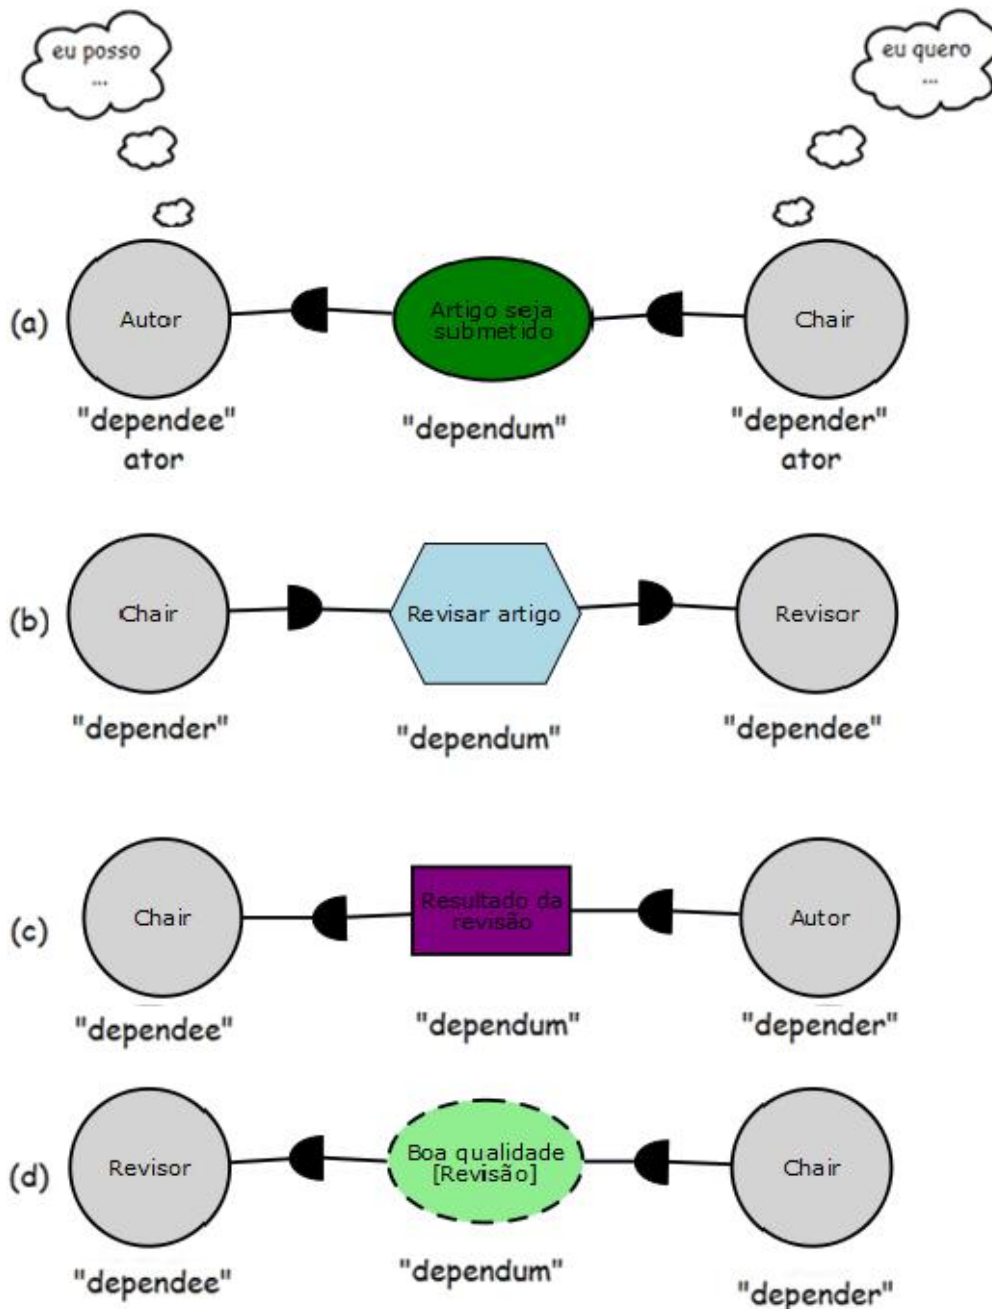 eu posso
...
eu quero
...
(a)
Autor
Artigo seja
submetido
Chair
"dependee"
ator
"dependum"
"depender"
ator
(b)
Chair
Revisar artigo
Revisor
"depender"
"dependum"
"dependee"
(c)
Chair
Resultado da
revisão
Autor
"dependee"
"dependum"
"depender"
(d)
Revisor
Boa qualidade
[Revisão]
Chair
"dependee"
"dependum"
"depender"